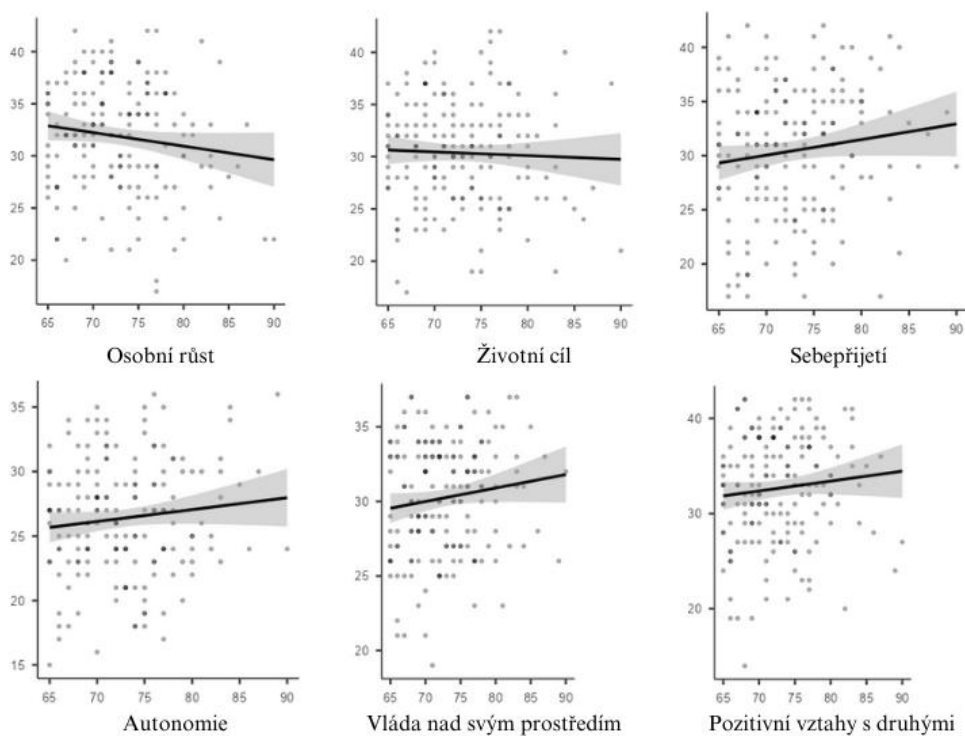 40
35
30
25
20
65 70 75 80 85 90
Osobní růst
40
35
30
25
20
65 70 75 80 85 90
Životní cíl
40
35
30
25
20
65 70 75 80 85 90
Sebepřijetí
35
30
25
20
15
65 70 75 80 85 90
Autonomie
35
30
25
20
65 70 75 80 85 90
Vláda nad svým prostředím
40
30
20
65 70 75 80 85 90
Pozitivní vztahy s druhými